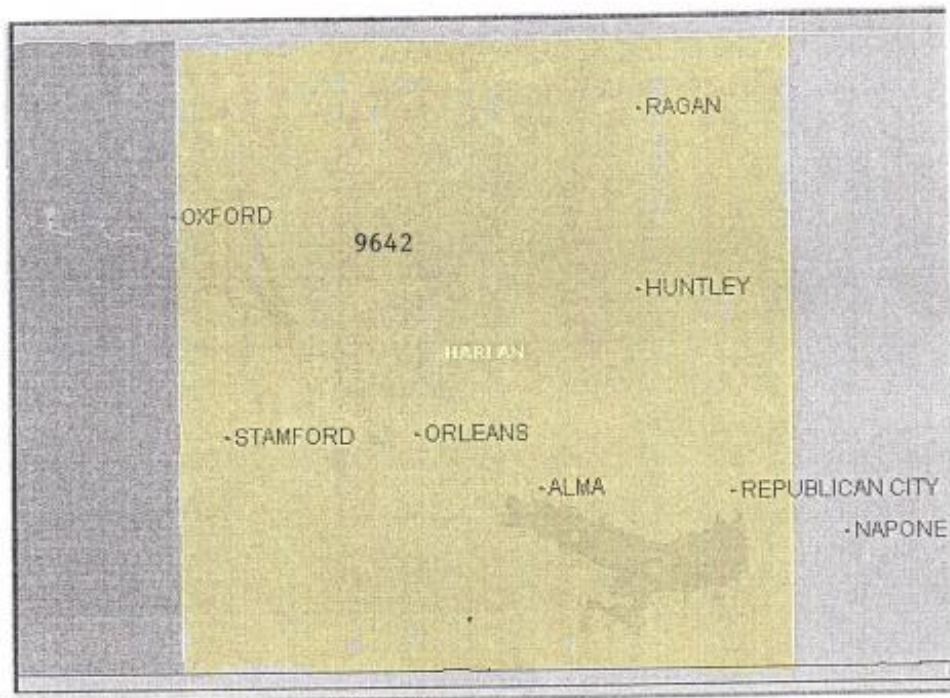 RAGAN
OXFORD
9642
HUNTLEY
HARLAN
STAMFORD
ORLEANS
ALMA
REPUBLICAN CITY
NAPONE